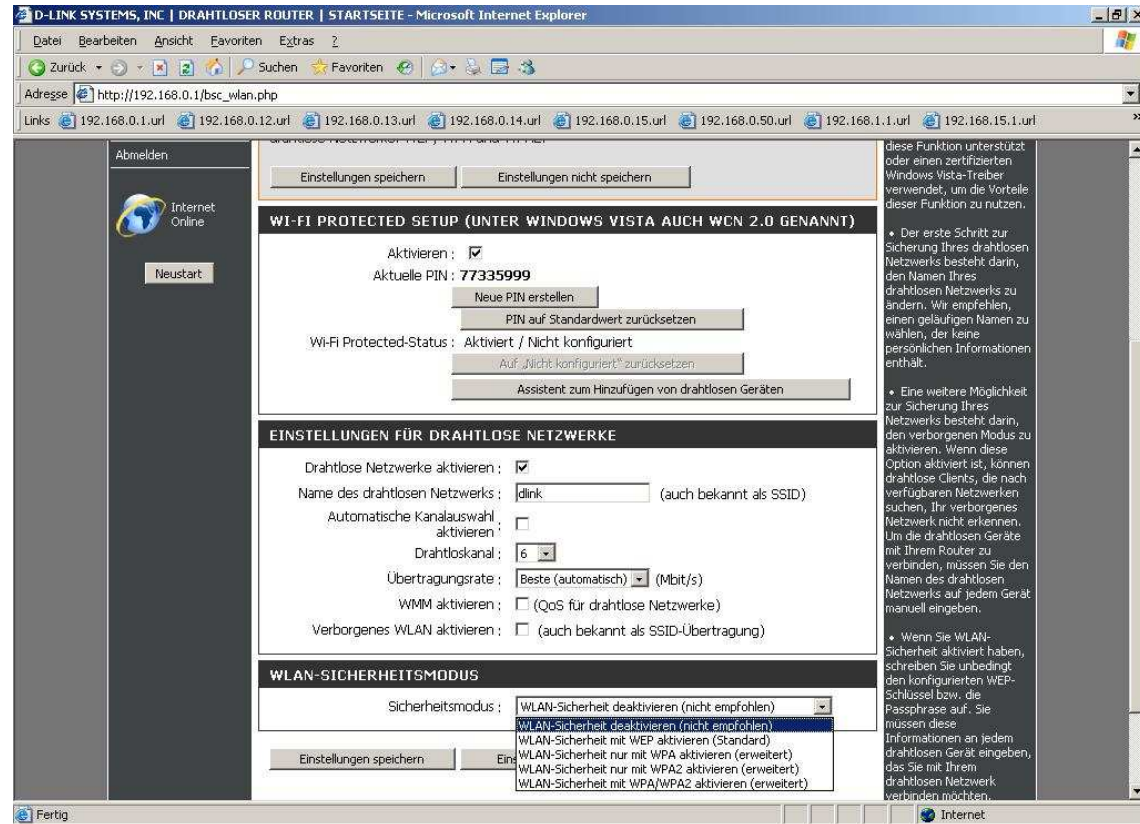 D-LINK SYSTEMS, INC | DRAHTLOSER ROUTER | STARTSEITE - Microsoft Internet Explorer
Datei Bearbeiten Ansicht Favoriten Extras ?
Zurück Suchen Favoriten
Adresse http://192.168.0.1/bsc_wlan.php
Links 192.168.0.1.url 192.168.0.12.url 192.168.0.13.url 192.168.0.14.url 192.168.0.15.url 192.168.0.50.url 192.168.1.1.url 192.168.15.1.url »
Abmelden
Internet
Online
Neustart
Einstellungen speichern Einstellungen nicht speichern
WI-FI PROTECTED SETUP (UNTER WINDOWS VISTA AUCH WCN 2.0 GENANNT)
Aktivieren :
Aktuelle PIN : 77335999
Neue PIN erstellen
PIN auf Standardwert zurücksetzen
Wi-Fi Protected-Status : Aktiviert / Nicht konfiguriert
Auf „Nicht konfiguriert" zurücksetzen
Assistent zum Hinzufügen von drahtlosen Geräten
EINSTELLUNGEN FÜR DRAHTLOSE NETZWERKE
Drahtlose Netzwerke aktivieren :
Name des drahtlosen Netzwerks : dlink (auch bekannt als SSID)
Automatische Kanalauswahl
aktivieren :
Drahtloskanal : 6
Übertragungsrate : Beste (automatisch) (Mbit/s)
WMM aktivieren : (QoS für drahtlose Netzwerke)
Verborgenes WLAN aktivieren : (auch bekannt als SSID-Übertragung)
WLAN-SICHERHEITSMODUS
Sicherheitsmodus : WLAN-Sicherheit deaktivieren (nicht empfohlen)
WLAN-Sicherheit deaktivieren (nicht empfohlen)
WLAN-Sicherheit mit WEP aktivieren (Standard)
WLAN-Sicherheit nur mit WPA aktivieren (erweitert)
WLAN-Sicherheit nur mit WPA2 aktivieren (erweitert)
WLAN-Sicherheit mit WPA/WPA2 aktivieren (erweitert)
Einstellungen speichern
diese Funktion unterstützt
oder einen zertifizierten
Windows Vista-Treiber
verwendet, um die Vorteile
dieser Funktion zu nutzen.
• Der erste Schritt zur
Sicherung Ihres drahtlosen
Netzwerks besteht darin,
den Namen Ihres
drahtlosen Netzwerks zu
ändern. Wir empfehlen,
einen geläufigen Namen zu
wählen, der keine
persönlichen Informationen
enthält.
• Eine weitere Möglichkeit
zur Sicherung Ihres
Netzwerks besteht darin,
den verborgenen Modus zu
aktivieren. Wenn diese
Option aktiviert ist, können
drahtlose Clients, die nach
verfügbaren Netzwerken
suchen, Ihr verborgenes
Netzwerk nicht erkennen.
Um die drahtlosen Geräte
mit Ihrem Router zu
verbinden, müssen Sie den
Namen des drahtlosen
Netzwerks auf jedem Gerät
manuell eingeben.
• Wenn Sie WLAN-
Sicherheit aktiviert haben,
schreiben Sie unbedingt
den konfigurierten WEP-
Schlüssel bzw. die
Passphrase auf. Sie
müssen diese
Informationen an jedem
drahtlosen Gerät eingeben,
das Sie mit Ihrem
drahtlosen Netzwerk
verbinden möchten.
Fertig Internet